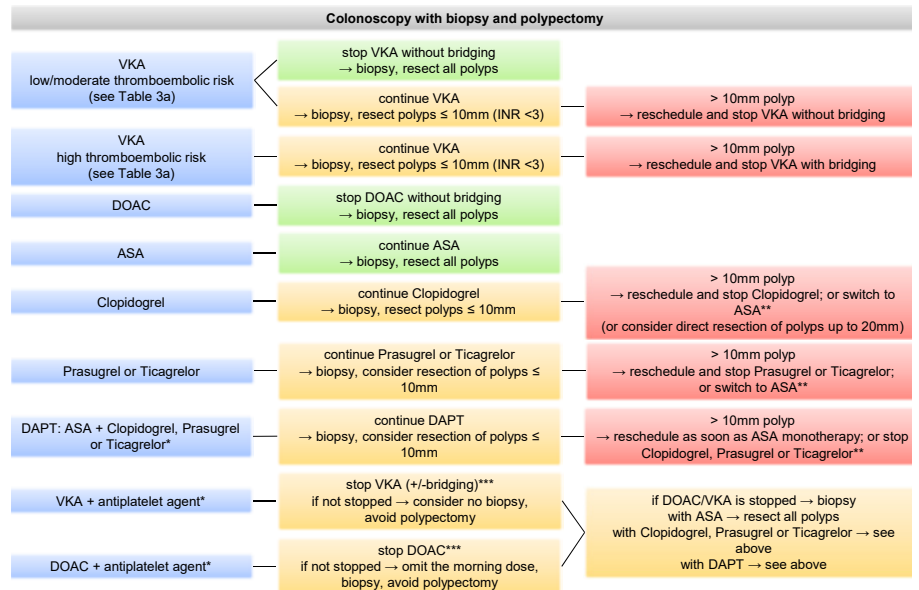 Colonoscopy with biopsy and polypectomy
VKA
low/moderate thromboembolic risk
(see Table 3a)
stop VKA without bridging
→ biopsy, resect all polyps
continue VKA
→ biopsy, resect polyps ≤ 10mm (INR <3)
> 10mm polyp
→ reschedule and stop VKA without bridging
VKA
high thromboembolic risk
(see Table 3a)
continue VKA
→ biopsy, resect polyps ≤ 10mm (INR <3)
> 10mm polyp
→ reschedule and stop VKA with bridging
DOAC
stop DOAC without bridging
→ biopsy, resect all polyps
ASA
continue ASA
→ biopsy, resect all polyps
Clopidogrel
continue Clopidogrel
→ biopsy, resect polyps ≤ 10mm
> 10mm polyp
→ reschedule and stop Clopidogrel; or switch to
ASA**
(or consider direct resection of polyps up to 20mm)
Prasugrel or Ticagrelor
continue Prasugrel or Ticagrelor
→ biopsy, consider resection of polyps ≤
10mm
> 10mm polyp
→ reschedule and stop Prasugrel or Ticagrelor;
or switch to ASA**
DAPT: ASA + Clopidogrel, Prasugrel
or Ticagrelor*
continue DAPT
→ biopsy, consider resection of polyps ≤
10mm
> 10mm polyp
→ reschedule as soon as ASA monotherapy; or stop
Clopidogrel, Prasugrel or Ticagrelor**
VKA + antiplatelet agent*
stop VKA (+/-bridging)***
if not stopped → consider no biopsy,
avoid polypectomy
DOAC + antiplatelet agent*
stop DOAC***
if not stopped → omit the morning dose,
biopsy, avoid polypectomy
if DOAC/VKA is stopped → biopsy
with ASA → resect all polyps
with Clopidogrel, Prasugrel or Ticagrelor → see
above
with DAPT → see above